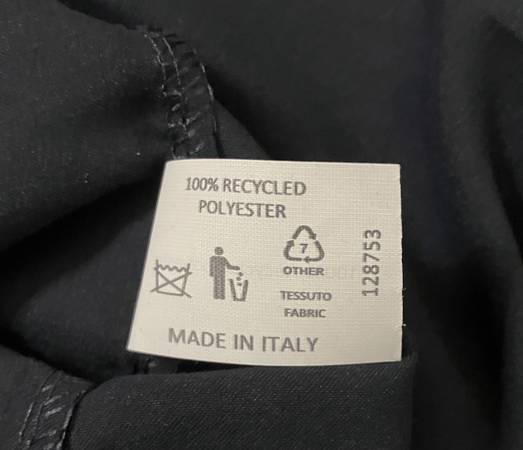 100% RECYCLED
POLYESTER
7
OTHER
TESSUTO
FABRIC
128753
MADE IN ITALY